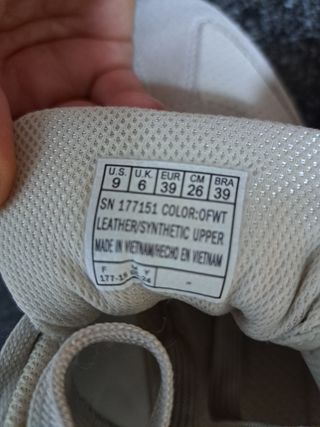 U.S. U.K. EUR CM BRA
9 6 39 26 39
SN 177151 COLOR:OFWT
LEATHER/SYNTHETIC UPPER
MADE IN VIETNAM/HECHO EN VIETNAM
F Y
-